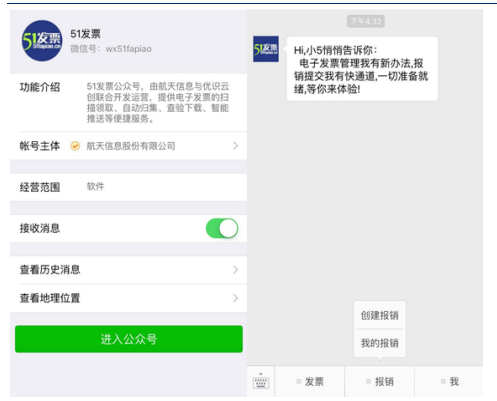 51发票
51fapiao.cn
51发票
微信号: wx51fapiao
功能介绍
51发票公众号，由航天信息与优识云
创联合开发运营，提供电子发票的扫
描领取、自动归集、查验下载、智能
推送等便捷服务。
帐号主体
航天信息股份有限公司
经营范围
软件
接收消息
查看历史消息
查看地理位置
进入公众号
下午4:32
51发票
Hi,小5悄悄告诉你:
电子发票管理我有新办法,报
销提交我有快通道,一切准备就
绪,等你来体验!
创建报销
我的报销
发票
报销
我